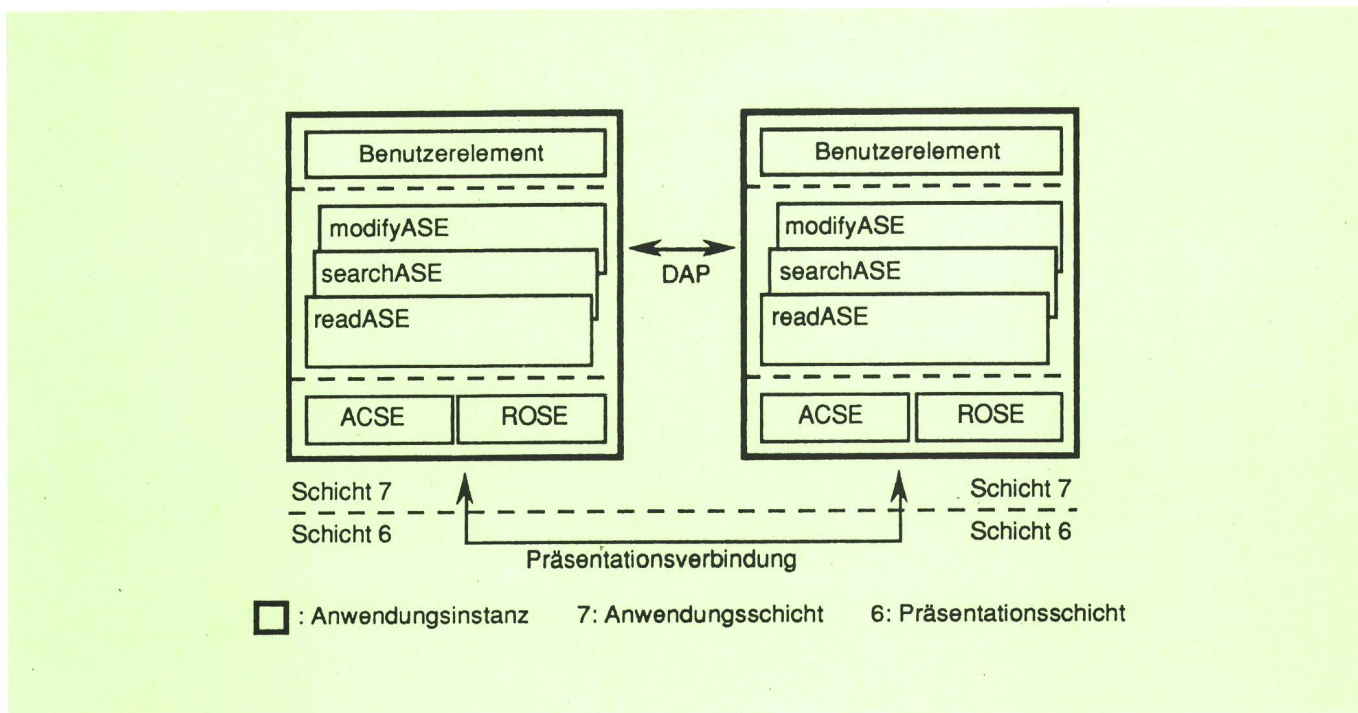 Benutzerelement
modifyASE
searchASE
readASE
ACSE ROSE
DAP
Benutzerelement
modifyASE
searchASE
readASE
ACSE ROSE
Schicht 7 Schicht 7
Schicht 6 Schicht 6
Präsentationsverbindung
: Anwendungsinstanz 7: Anwendungsschicht 6: Präsentationsschicht